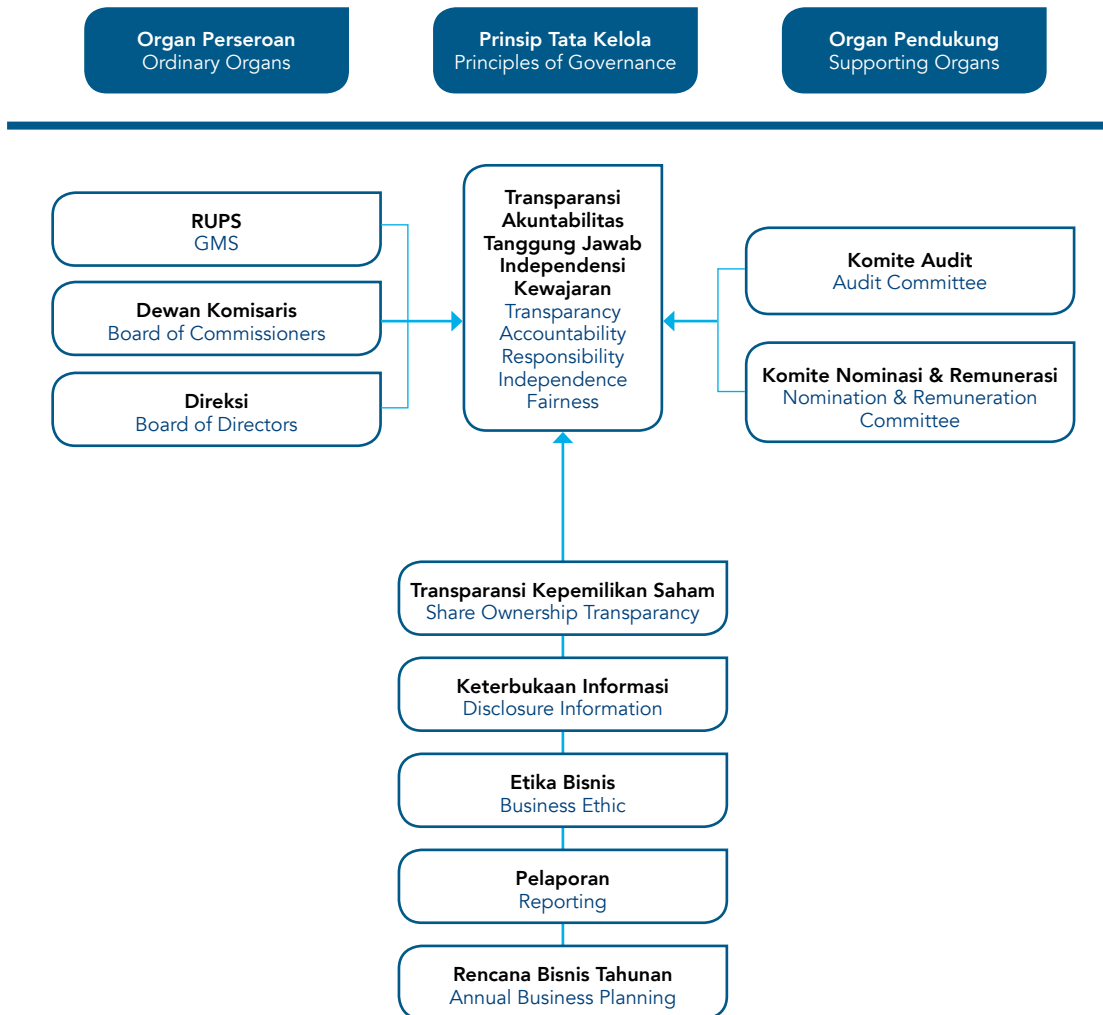 Organ Perseroan
Ordinary Organs
Prinsip Tata Kelola
Principles of Governance
Organ Pendukung
Supporting Organs
RUPS
GMS
Dewan Komisaris
Board of Commissioners
Direksi
Board of Directors
Transparansi
Akuntabilitas
Tanggung Jawab
Independensi
Kewajaran
Transparancy
Accountability
Responsibility
Independence
Fairness
Komite Audit
Audit Committee
Komite Nominasi & Remunerasi
Nomination & Remuneration
Committee
Transparansi Kepemilikan Saham
Share Ownership Transparancy
Keterbukaan Informasi
Disclosure Information
Etika Bisnis
Business Ethic
Pelaporan
Reporting
Rencana Bisnis Tahunan
Annual Business Planning